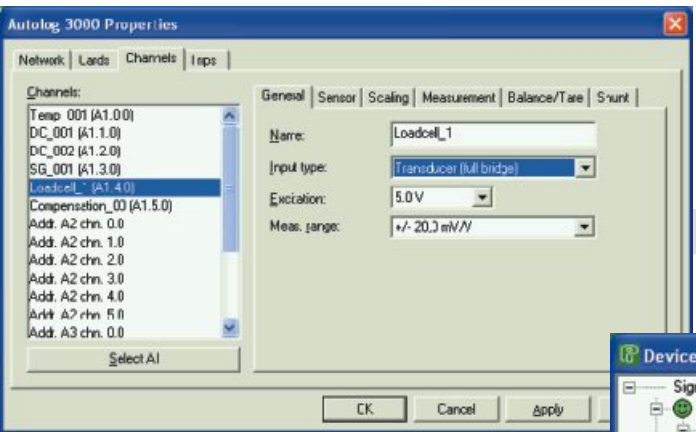 Autolog 3000 Properties
Network Cards Channels Trips
Channels:
Temp 001 (A1.0.0)
DC_001 (A1.1.0)
DC_002 (A1.2.0)
SG_001 (A1.3.0)
Loadcell_1 (A1.4.0)
Compensation_00 (A1.5.0)
Addr. A2 chn. 0.0
Addr. A2 chn. 1.0
Addr. A2 chn. 2.0
Addr. A2 chn. 3.0
Addr. A2 chn. 4.0
Addr. A2 chn. 5.0
Addr. A3 chn. 0.0
Select All
General Sensor Scaling Measurement Balance/Tare Shunt
Name: Loadcell_1
Input type: Transducer (full bridge)
Excitation: 5.0 V
Meas. range: +/- 20,0 mV/V
OK Cancel Apply
Device
Sign